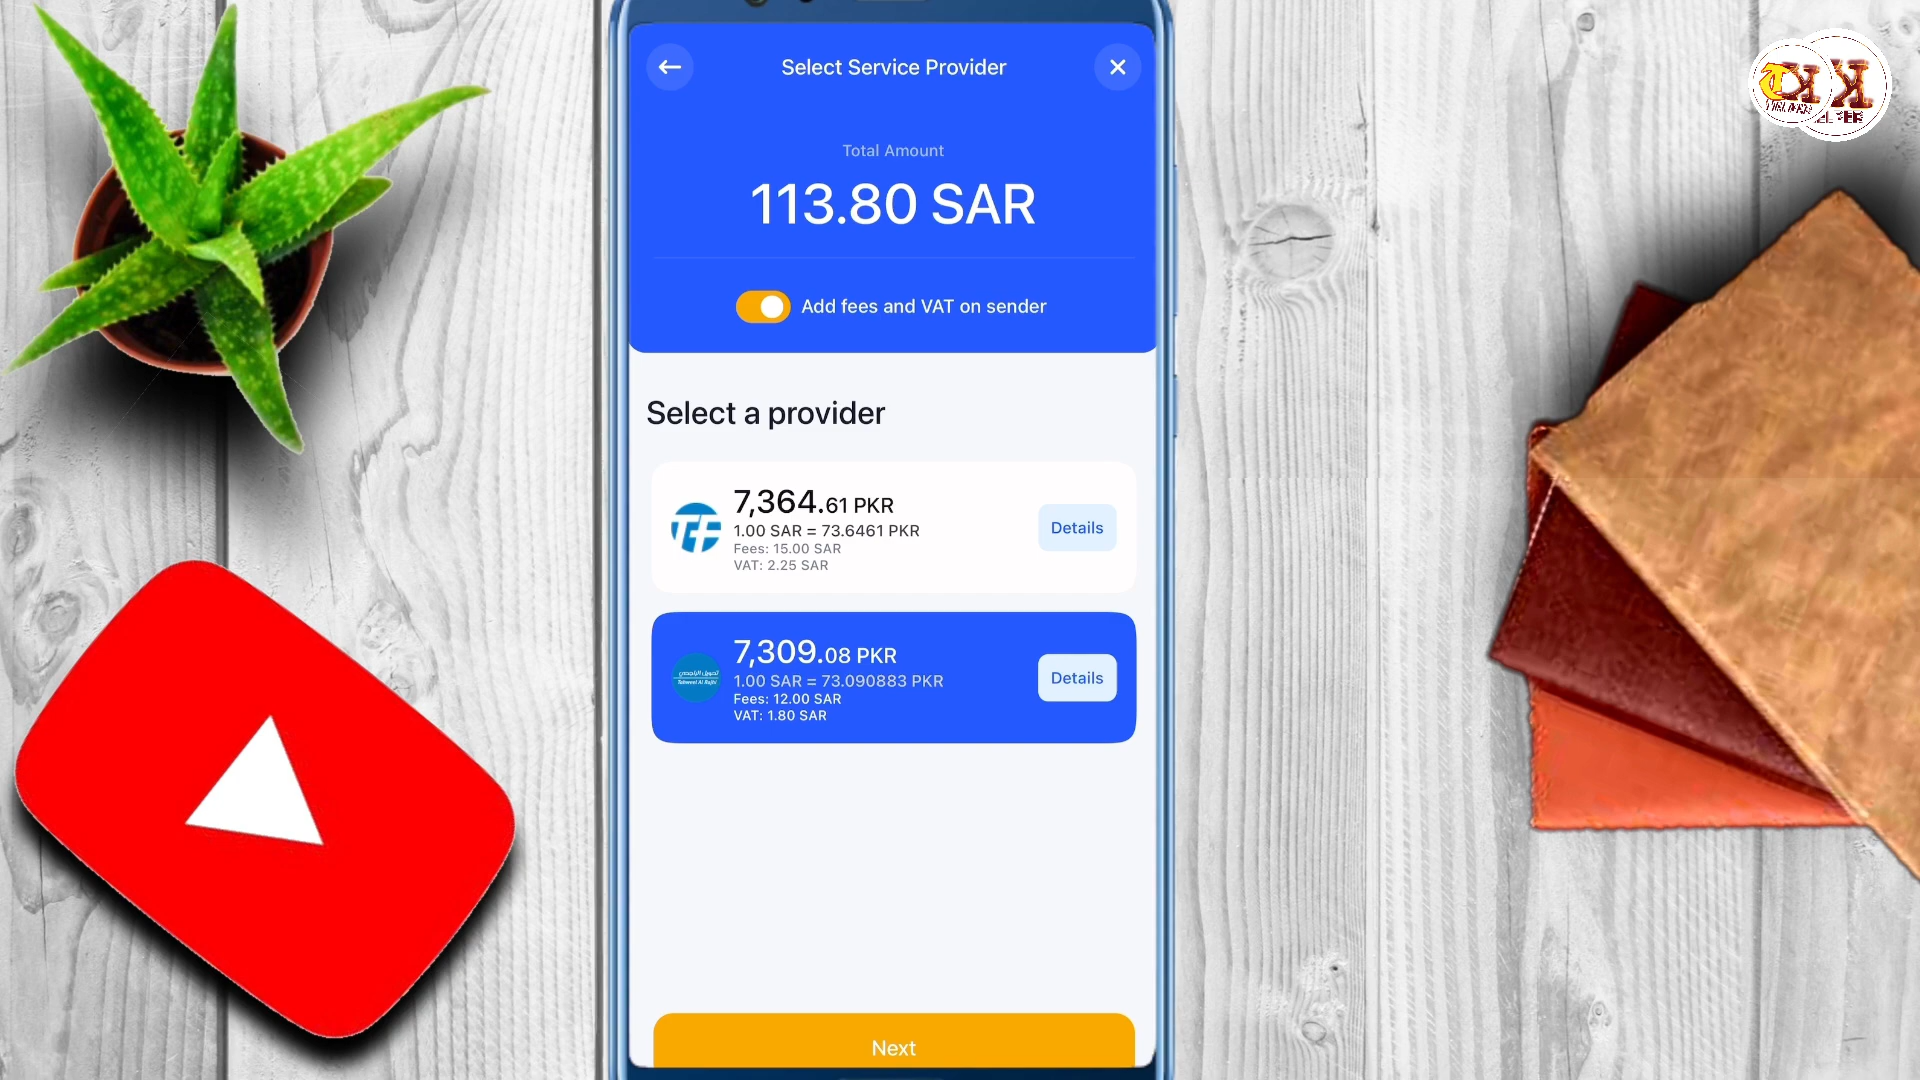 Select Service Provider
Total Amount
113.80 SAR
Add fees and VAT on sender
Select a provider
7,364.61 PKR
1.00 SAR = 73.6461 PKR
Fees: 15.00 SAR
VAT: 2.25 SAR
Details
7,309.08 PKR
1.00 SAR = 73.090883 PKR
Fees: 12.00 SAR
VAT: 1.80 SAR
Details
Next